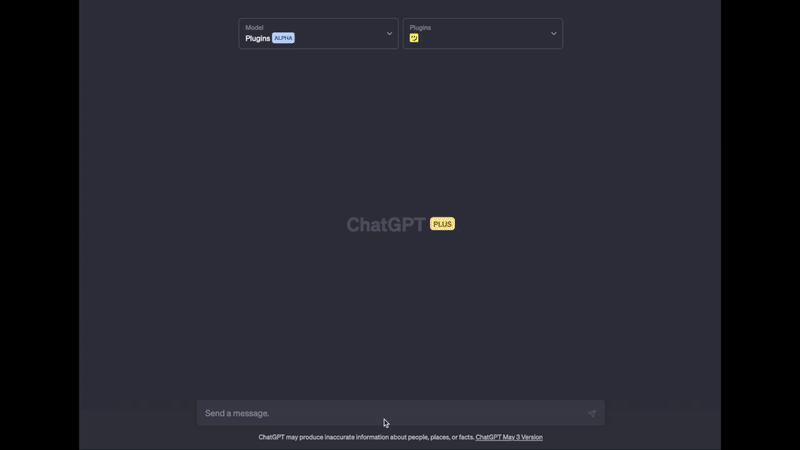 Model
Plugins ALPHA
Plugins
ChatGPT PLUS
Send a message.
ChatGPT may produce inaccurate information about people, places, or facts. ChatGPT May 3 Version